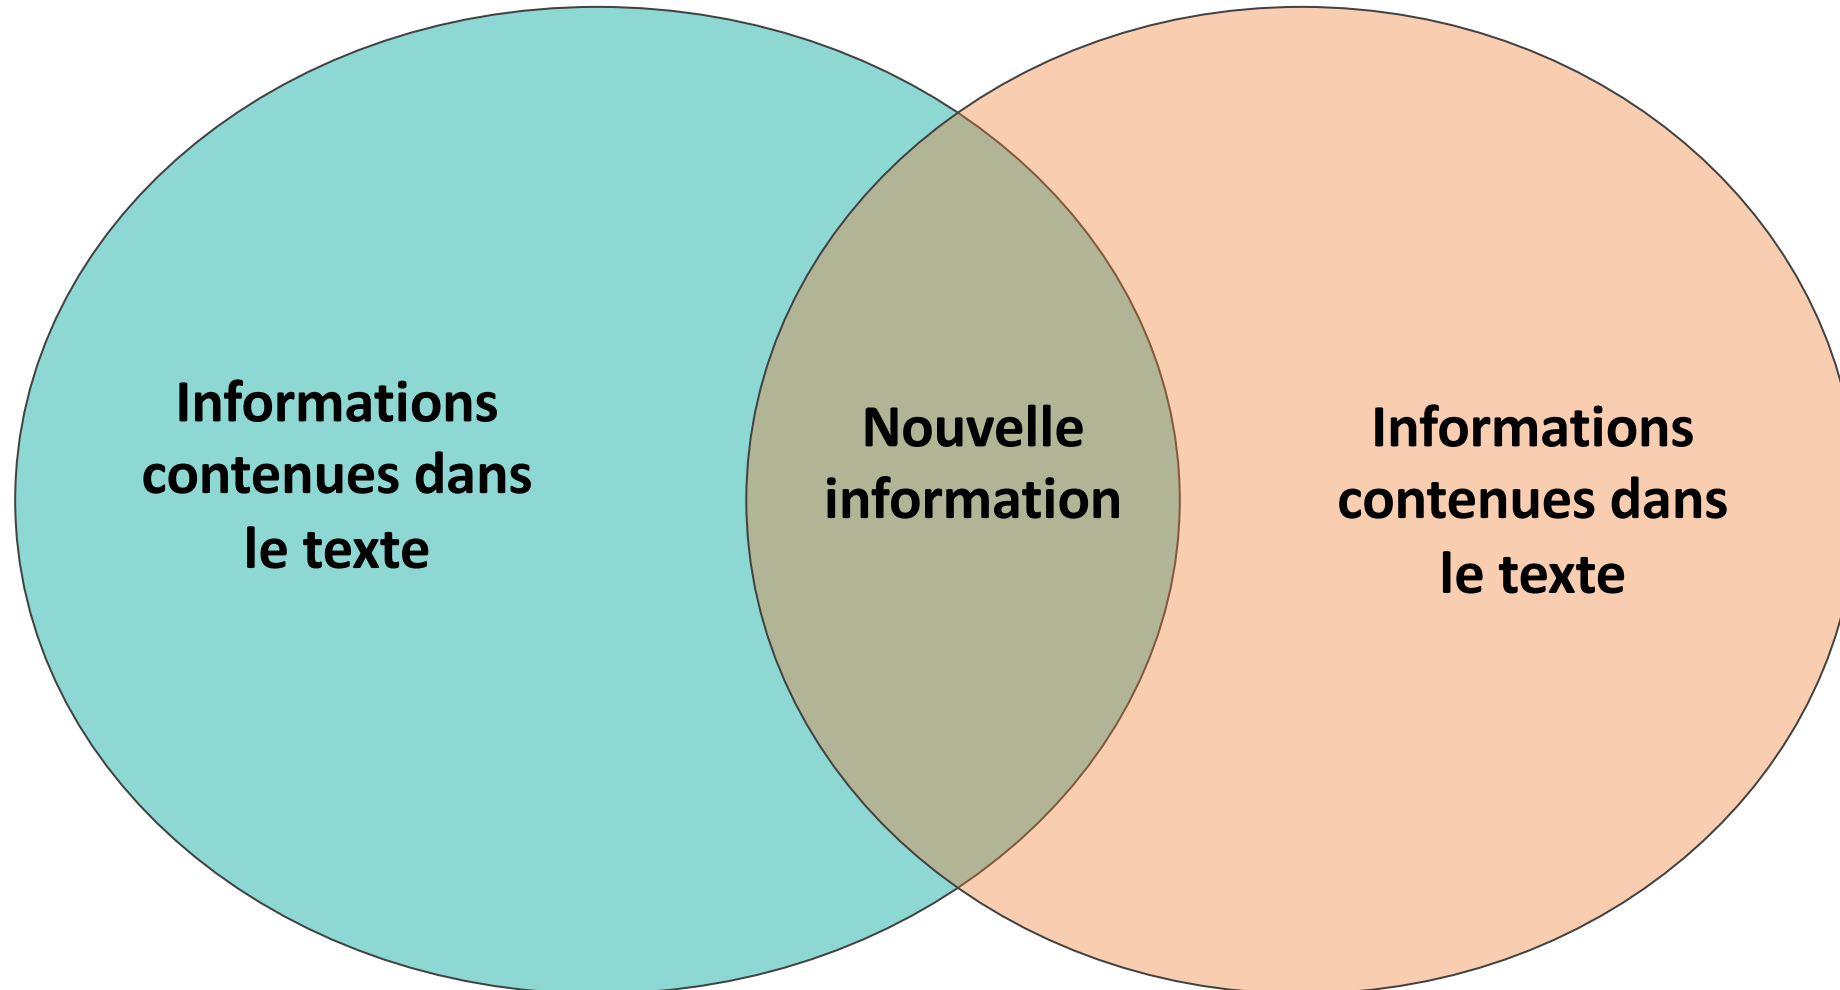 Informations
contenues dans
le texte
Nouvelle
information
Informations
contenues dans
le texte